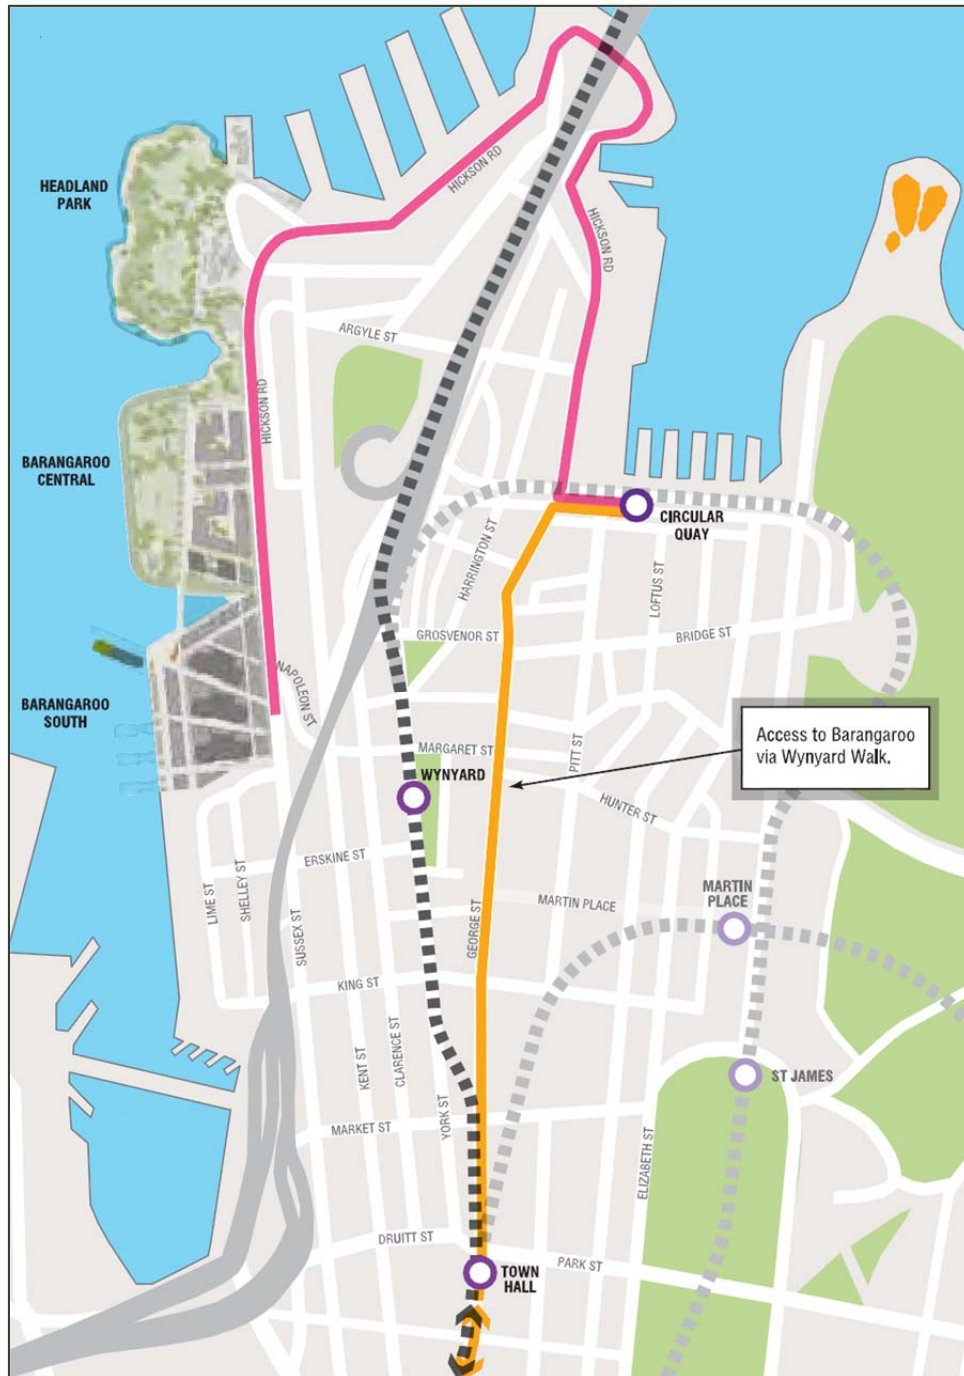 HICKSON RD
HEADLAND
PARK
HICKSON RD
ARGYLE ST
HICKSON RD
BARANGAROO
CENTRAL
CIRCULAR
QUAY
HARRINGTON ST
LOFTUS ST
GROSVENOR ST
BRIDGE ST
NAPOLEON ST
BARANGAROO
SOUTH
Access to Barangaroo
via Wynyard Walk.
MARGARET ST
PITT ST
WYNYARD
HUNTER ST
ERSKINE ST
LIME ST
SHELLEY ST
MARTIN
PLACE
MARTIN PLACE
SUSSEX ST
GEORGE ST
KING ST
KENT ST
CLARENCE ST
ST JAMES
YORK ST
MARKET ST
ELIZABETH ST
DRUITT ST
PARK ST
TOWN
HALL